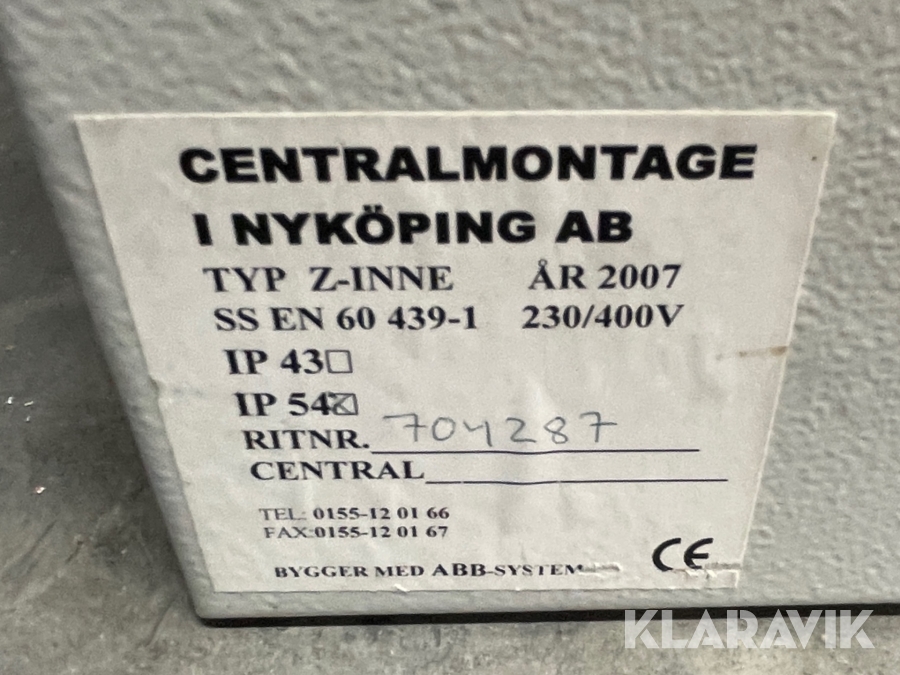 CENTRALMONTAGE
I NYKÖPING AB
TYP Z-INNE ÅR 2007
SS EN 60 439-1 230/400V
IP 43☐
IP 54☒
RITNR. 704287
CENTRAL
TEL: 0155-12 01 66
FAX:0155-12 01 67
BYGGER MED ABB-SYSTEM
CE
KLARAVIK